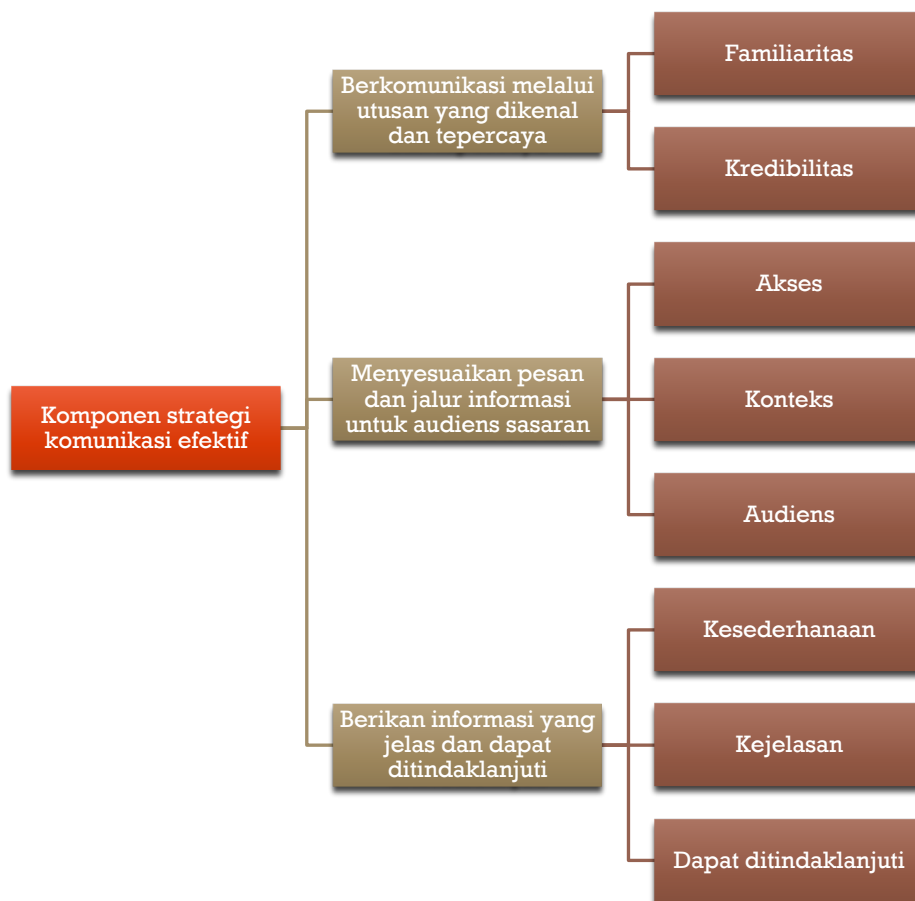 Komponen strategi
komunikasi efektif
Berkomunikasi melalui
utusan yang dikenal
dan tepercaya
Familiaritas
Kredibilitas
Menyesuaikan pesan
dan jalur informasi
untuk audiens sasaran
Akses
Konteks
Audiens
Berikan informasi yang
jelas dan dapat
ditindaklanjuti
Kesederhanaan
Kejelasan
Dapat ditindaklanjuti